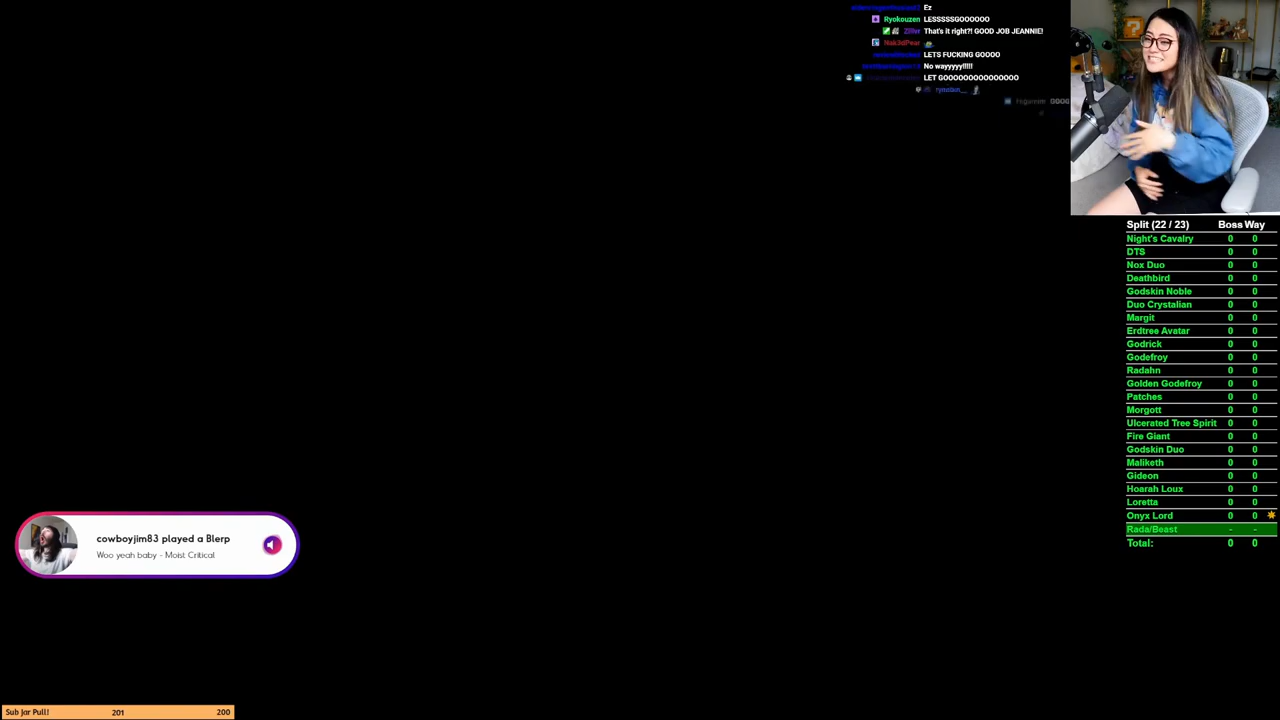 Ez
Ryokouzen LESSSSSGOOOOOO
Zilvr That's it right?! GOOD JOB JEANNIE!
Nak3dPear
LETS FUCKING GOOOO
No wayyyyy!!!!!
LET GOOOOOOOOOOOOOOO
Split (22 / 23) Boss Way
Night's Cavalry 0 0
DTS 0 0
Nox Duo 0 0
Deathbird 0 0
Godskin Noble 0 0
Duo Crystalian 0 0
Margit 0 0
Erdtree Avatar 0 0
Godrick 0 0
Godefroy 0 0
Radahn 0 0
Golden Godefroy 0 0
Patches 0 0
Morgott 0 0
Ulcerated Tree Spirit 0 0
Fire Giant 0 0
Godskin Duo 0 0
Maliketh 0 0
Gideon 0 0
Hoarah Loux 0 0
Loretta 0 0
Onyx Lord 0 0
Rada/Beast - -
Total: 0 0
cowboyjim83 played a Blerp
Woo yeah baby - Moist Critical
Sub Jar Pull! 201 200